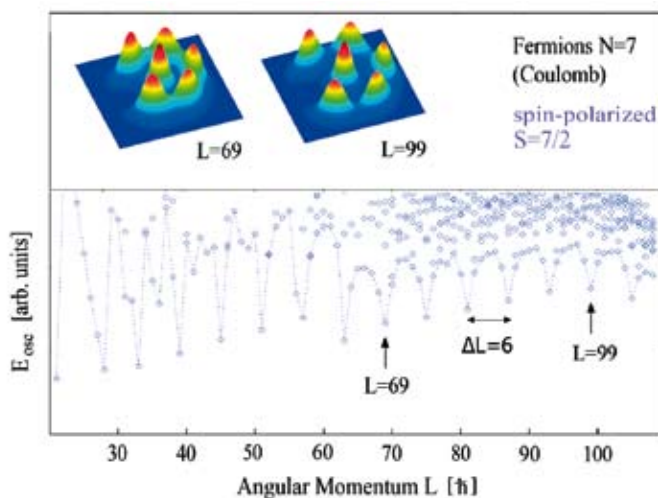 Fermions N=7
(Coulomb)
spin-polarized
S=7/2
L=69
L=99
E osc [arb. units]
ΔL=6
L=69
L=99
30 40 50 60 70 80 90 100
Angular Momentum L [ħ]